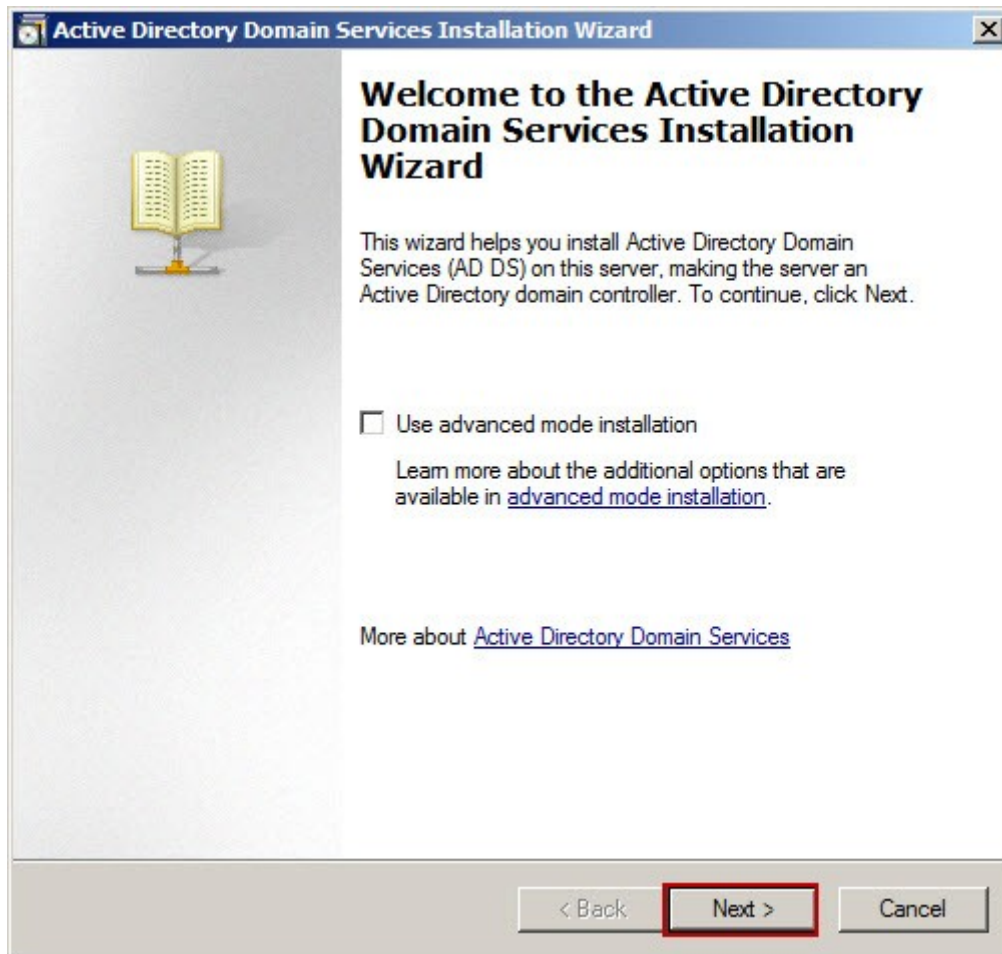 Active Directory Domain Services Installation Wizard
Welcome to the Active Directory
Domain Services Installation
Wizard
This wizard helps you install Active Directory Domain
Services (AD DS) on this server, making the server an
Active Directory domain controller. To continue, click Next.
Use advanced mode installation
Learn more about the additional options that are
available in advanced mode installation.
More about Active Directory Domain Services
< Back
Next >
Cancel